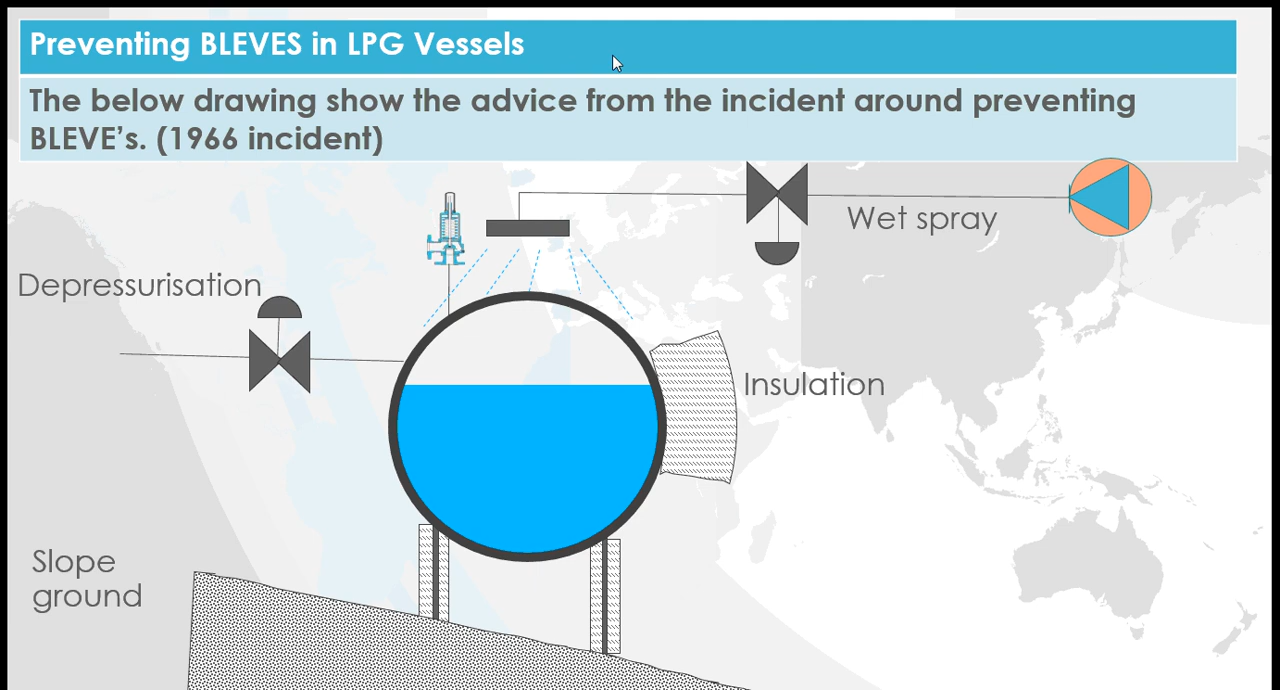 Preventing BLEVES in LPG Vessels
The below drawing show the advice from the incident around preventing
BLEVE’s. (1966 incident)
Wet spray
Depressurisation
Insulation
Slope
ground